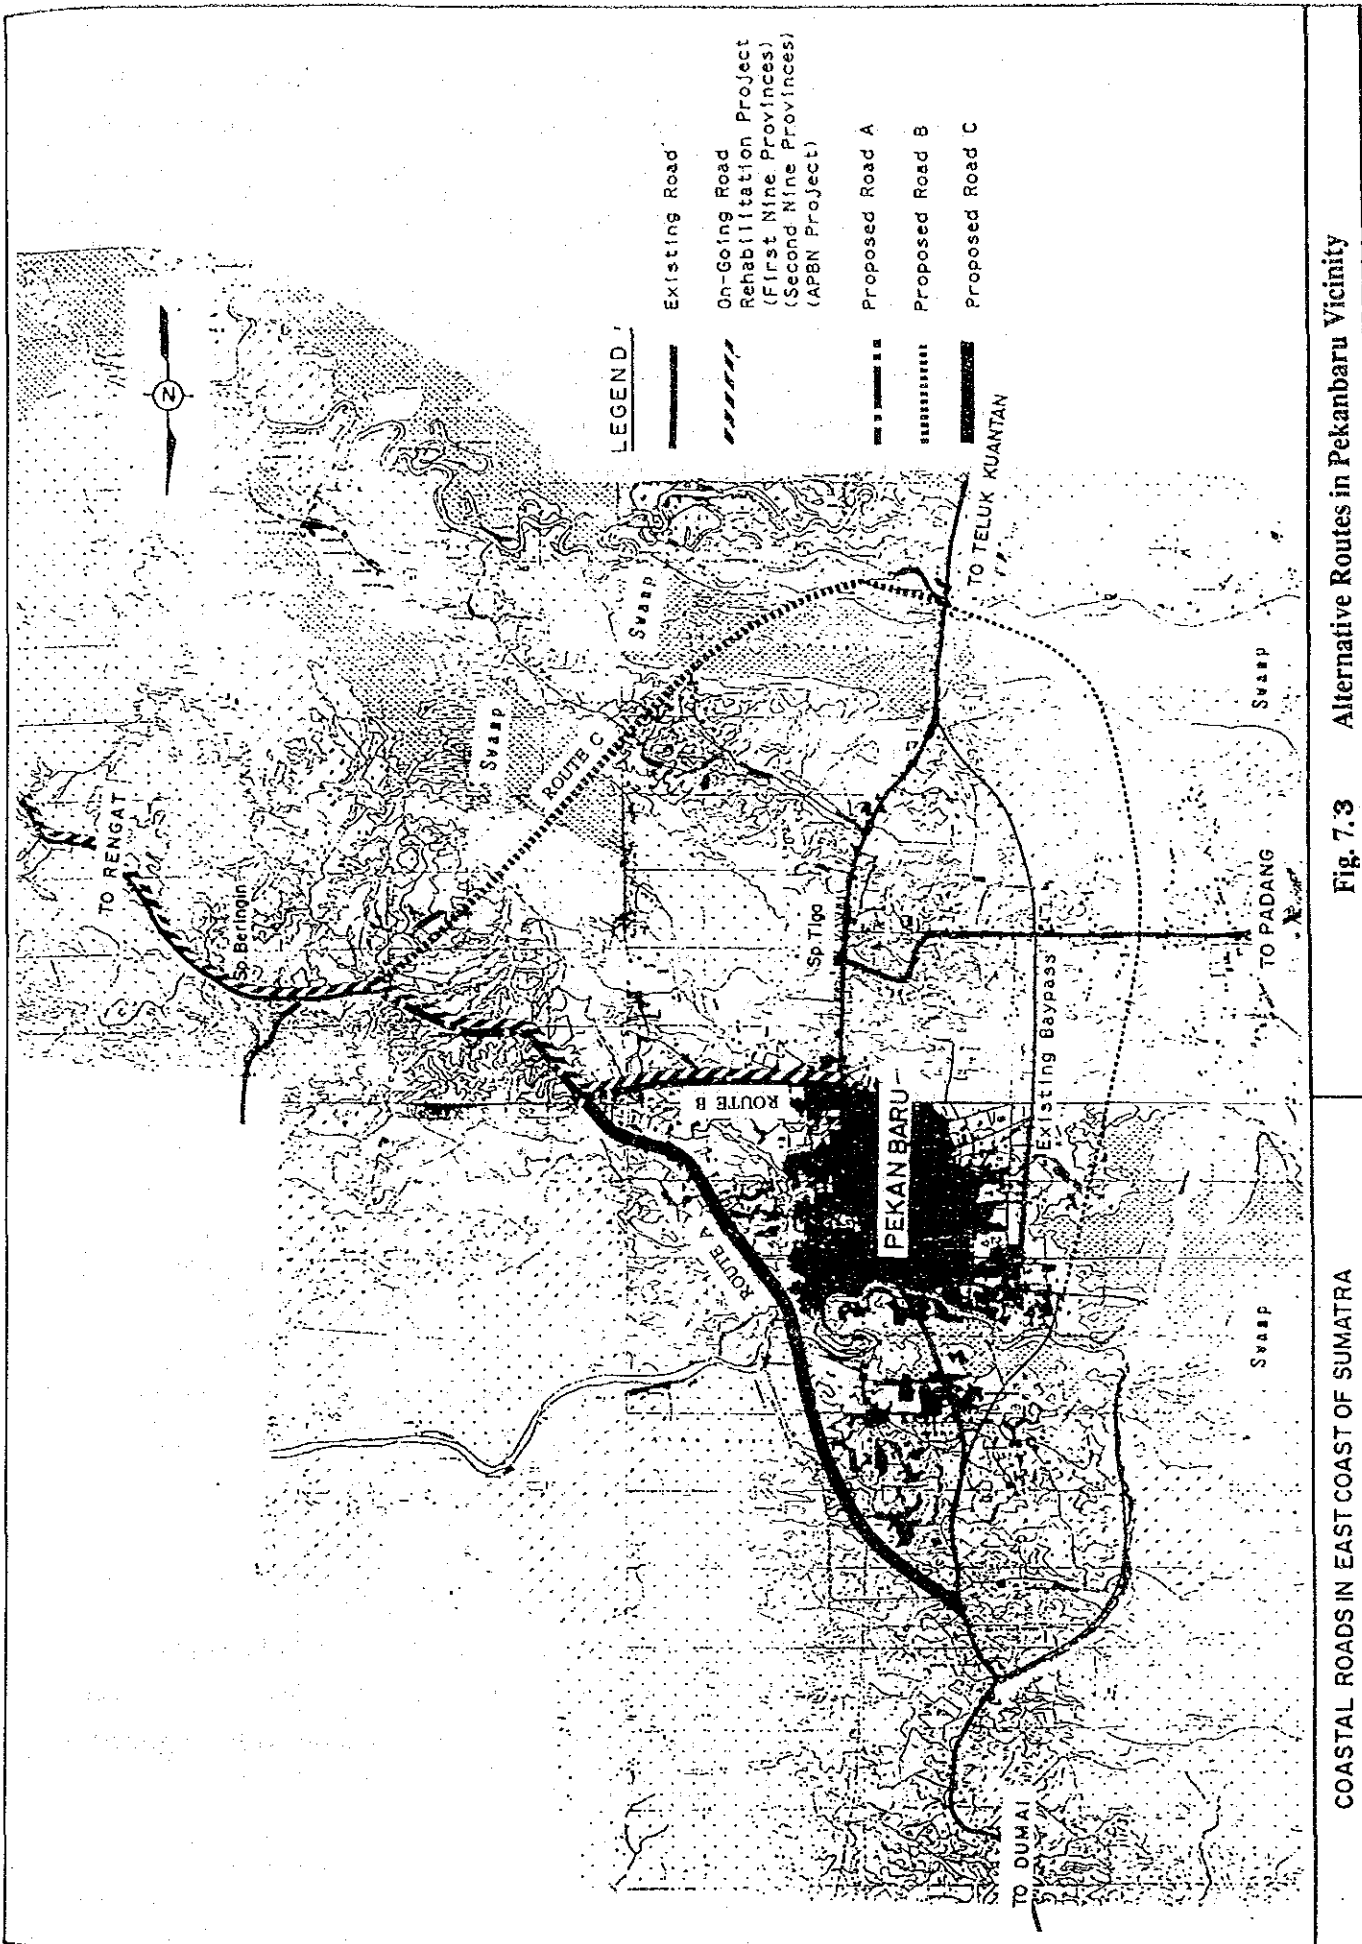 LEGEND
Existing Road
On-Going Road
Rehabilitation Project
(First Nine Provinces)
(Second Nine Provinces)
(APBN Project)
Proposed Road A
Proposed Road B
Proposed Road C
N
TO RENGAT
Sp. Beringin
Swamp
Swamp
ROUTE C
TO TELUK KUANTAN
Sp Tiga
ROUTE B
ROUTE A
PEKAN BARU
Existing Baypass
TO PADANG
Swamp
Swamp
TO DUMAI
COASTAL ROADS IN EAST COAST OF SUMATRA
Fig. 7.3 Alternative Routes in Pekanbaru Vicinity